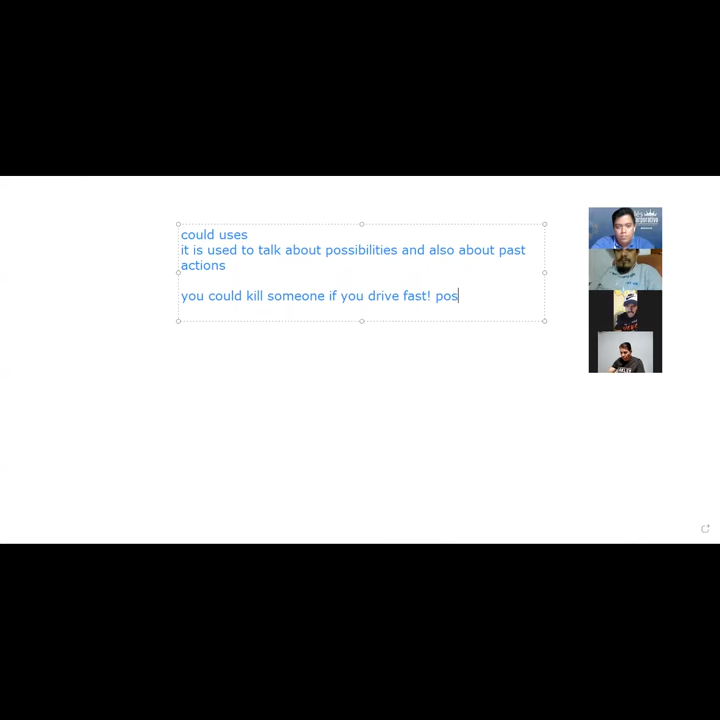 could uses
it is used to talk about possibilities and also about past
actions
you could kill someone if you drive fast! pos